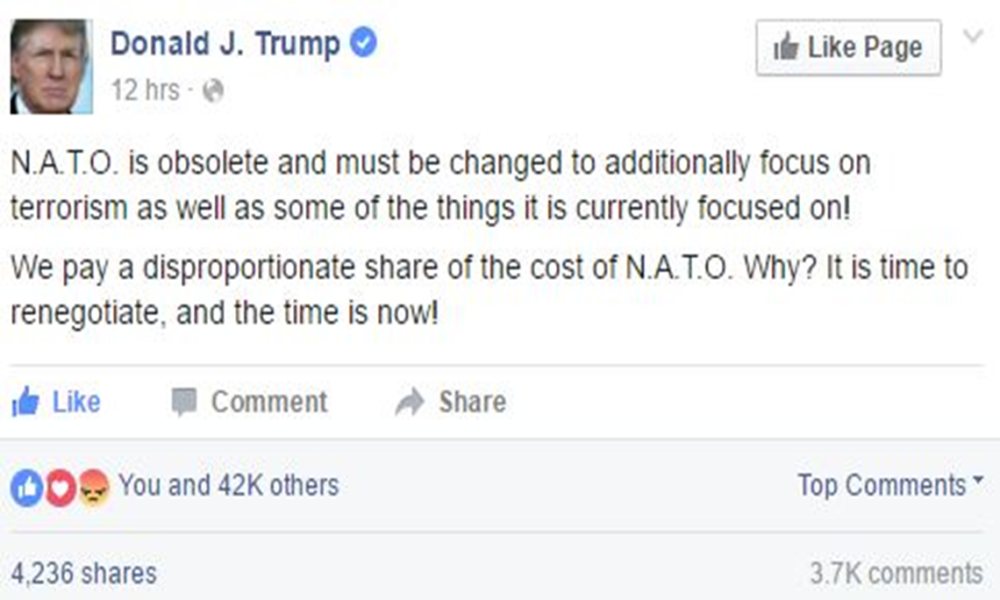 Donald J. Trump
Like Page
12 hrs ·
N.A.T.O. is obsolete and must be changed to additionally focus on
terrorism as well as some of the things it is currently focused on!
We pay a disproportionate share of the cost of N.A.T.O. Why? It is time to
renegotiate, and the time is now!
Like Comment Share
You and 42K others Top Comments
4,236 shares 3.7K comments